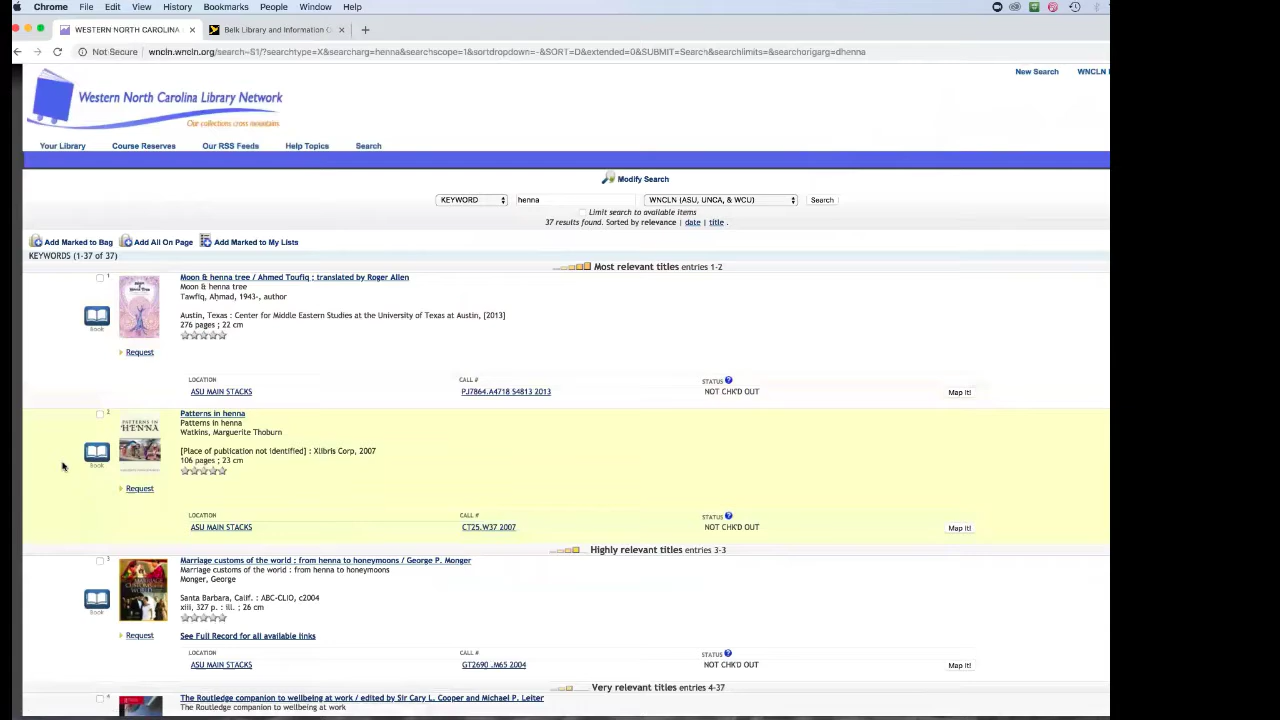 Chrome File Edit View History Bookmarks People Window Help
WESTERN NORTH CAROLINA Belk Library and Information C
Not Secure wncln.wncln.org/search~S1/?searchtype=X&searcharg=henna&searchscope=1&sortdropdown=-&SORT=D&extended=0&SUBMIT=Search&searchlimits=&searchorigarg=dhenna
New Search WNCLN
Western North Carolina Library Network
Our collections cross mountains.
Your Library Course Reserves Our RSS Feeds Help Topics Search
Modify Search
KEYWORD henna WNCLN (ASU, UNCA, & WCU) Search
Limit search to available items
37 results found. Sorted by relevance | date | title .
Add Marked to Bag Add All On Page Add Marked to My Lists
KEYWORDS (1-37 of 37)
Most relevant titles entries 1-2
1 Moon & henna tree / Ahmed Toufiq ; translated by Roger Allen
Moon & henna tree
Tawfiq, Ahmad, 1943-, author
Austin, Texas : Center for Middle Eastern Studies at the University of Texas at Austin, [2013]
276 pages ; 22 cm
Book
Request
LOCATION CALL # STATUS
ASU MAIN STACKS PJ7864.A4718 S4813 2013 NOT CHK'D OUT Map It!
2 Patterns in henna
Patterns in henna
PATTERNS IN HENNA
Watkins, Marguerite Thoburn
[Place of publication not identified] : Xlibris Corp, 2007
106 pages ; 23 cm
Book
Request
LOCATION CALL # STATUS
ASU MAIN STACKS CT25.W37 2007 NOT CHK'D OUT Map It!
Highly relevant titles entries 3-3
3 Marriage customs of the world : from henna to honeymoons / George P. Monger
Marriage customs of the world : from henna to honeymoons
Monger, George
Santa Barbara, Calif. : ABC-CLIO, c2004
xiii, 327 p. : ill. ; 26 cm
Book
Request See Full Record for all available links
LOCATION CALL # STATUS
ASU MAIN STACKS GT2690 .M65 2004 NOT CHK'D OUT Map It!
Very relevant titles entries 4-37
4 The Routledge companion to wellbeing at work / edited by Sir Cary L. Cooper and Michael P. Leiter
The Routledge companion to wellbeing at work